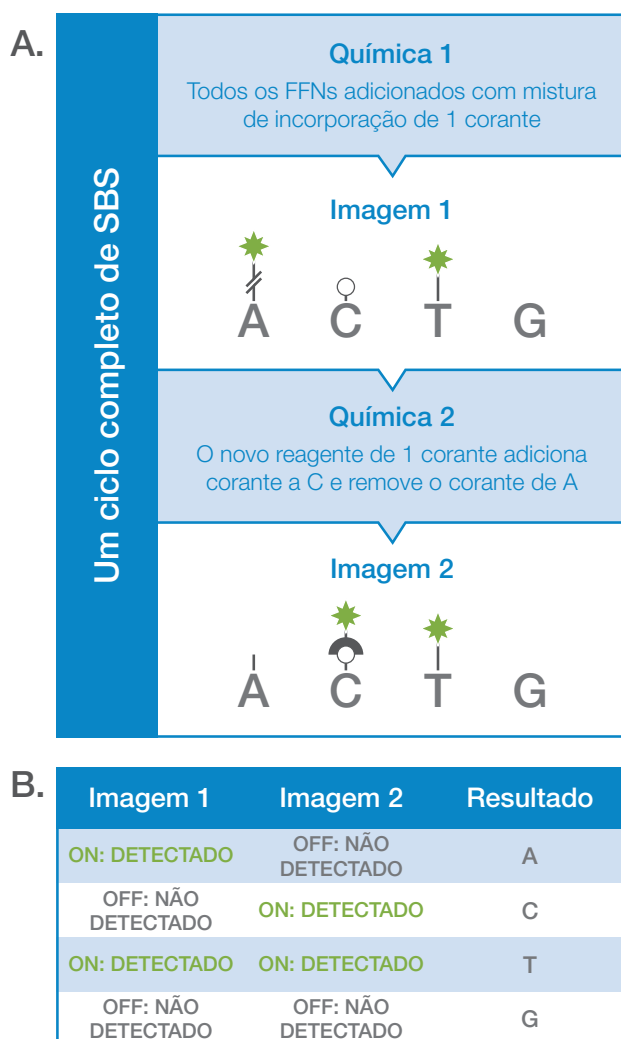 A.
Um ciclo completo de SBS
Química 1
Todos os FFNs adicionados com mistura
de incorporação de 1 corante
Imagem 1
A C T G
Química 2
O novo reagente de 1 corante adiciona
corante a C e remove o corante de A
Imagem 2
A C T G
B.
Imagem 1 Imagem 2 Resultado
ON: DETECTADO OFF: NÃO DETECTADO A
OFF: NÃO DETECTADO ON: DETECTADO C
ON: DETECTADO ON: DETECTADO T
OFF: NÃO DETECTADO OFF: NÃO DETECTADO G